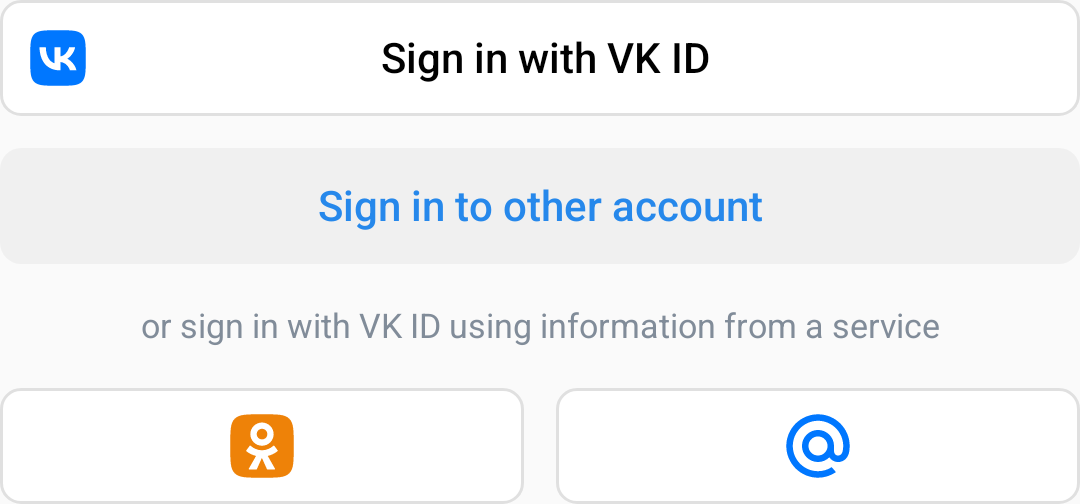 VK
Sign in with VK ID
Sign in to other account
or sign in with VK ID using information from a service
@